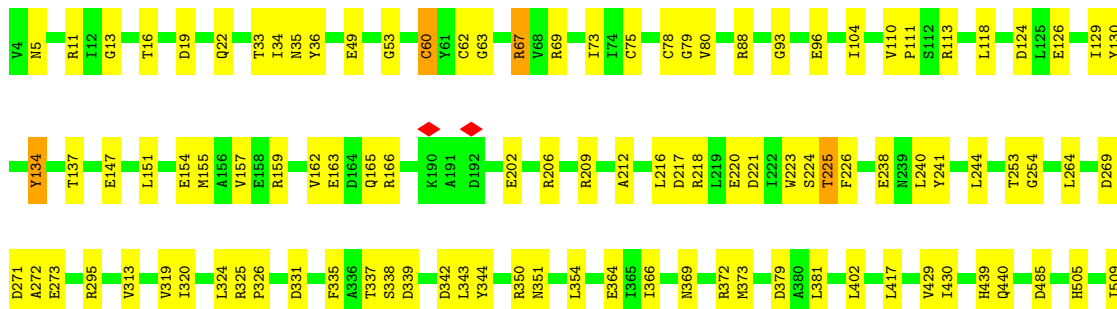 V4 N5 R11 I12 G13 T16 D19 Q22 T33 I34 N35 Y36 E49 G53 C60 Y61 C62 G63 R67 V68 R69 I73 I74 C75 C78 G79 V80 R88 G93 E96 I104 V110 P111 S112 R113 L118 D124 L125 E126 I129 Y130
Y134 T137 E147 L151 E154 M155 A156 V157 E158 R159 V162 E163 D164 Q165 R166 K190 A191 D192 E202 R206 R209 A212 L216 D217 R218 L219 E220 D221 I222 W223 S224 T225 F226 E238 N239 L240 Y241 L244 T253 G254 L264 D269
D271 A272 E273 R295 V313 V319 I320 L324 R325 P326 D331 F335 A336 T337 S338 D339 D342 L343 Y344 R350 N351 L354 E364 I365 I366 N369 R372 M373 D379 A380 L381 L402 L417 V429 I430 H439 Q440 D485 H505 I509